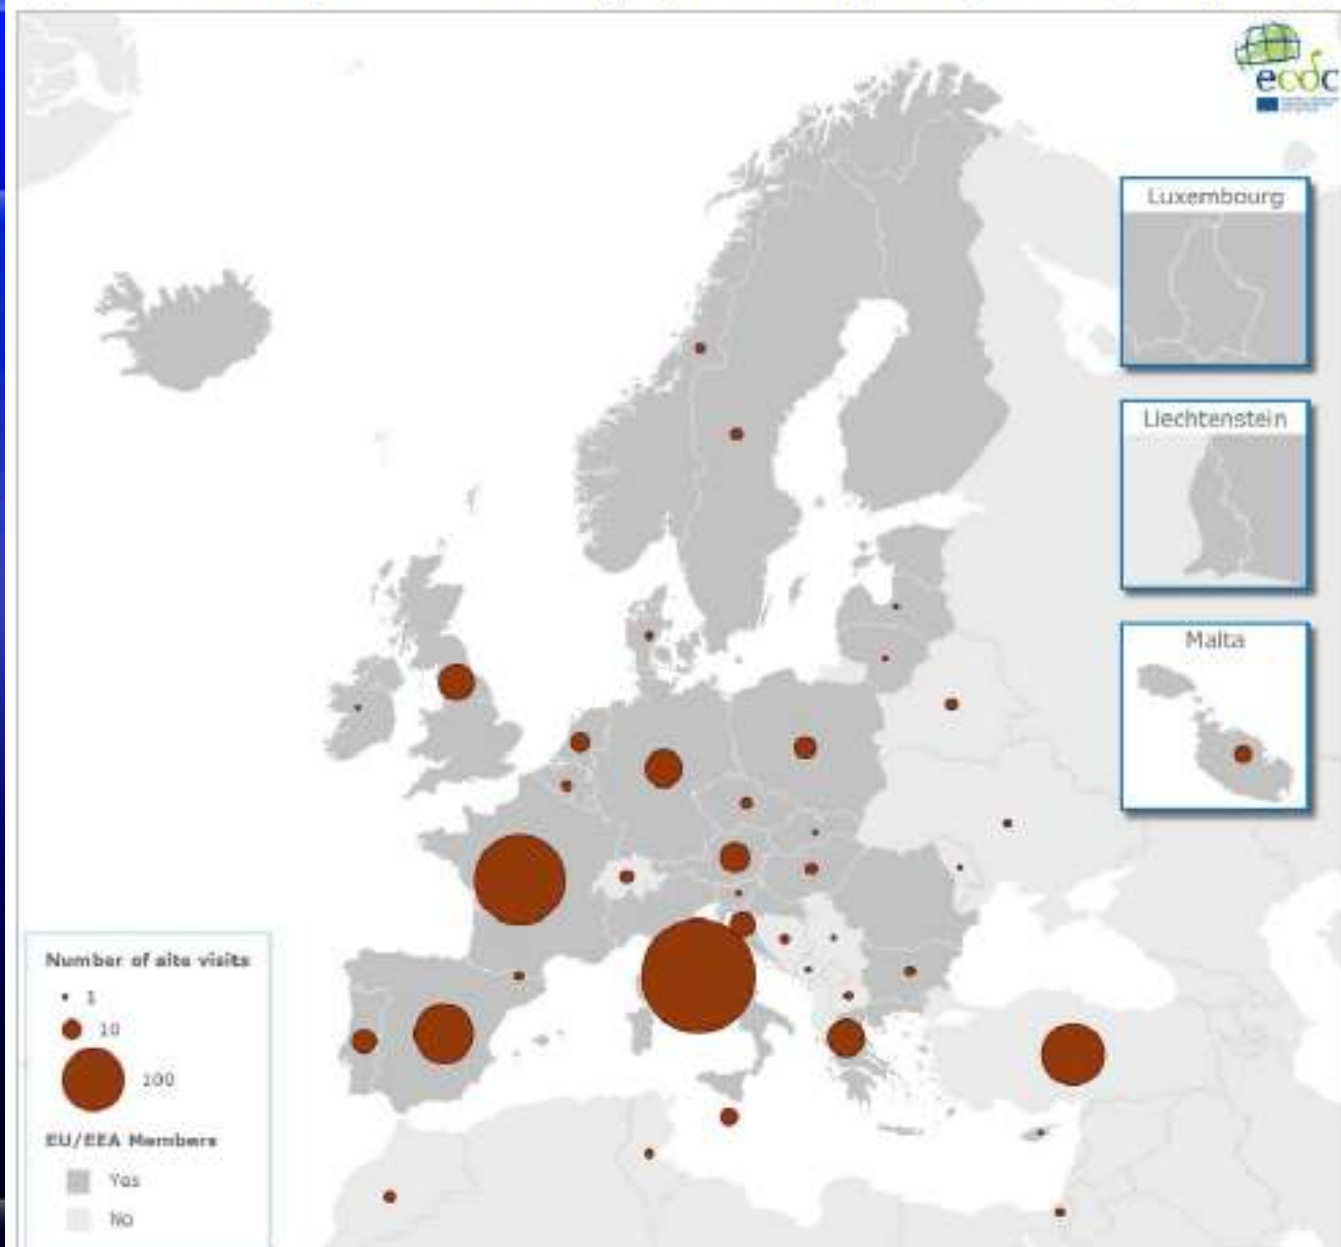 ecdc
Luxembourg
Liechtenstein
Malta
Number of site visits
1
10
100
EU/EEA Members
Yes
No